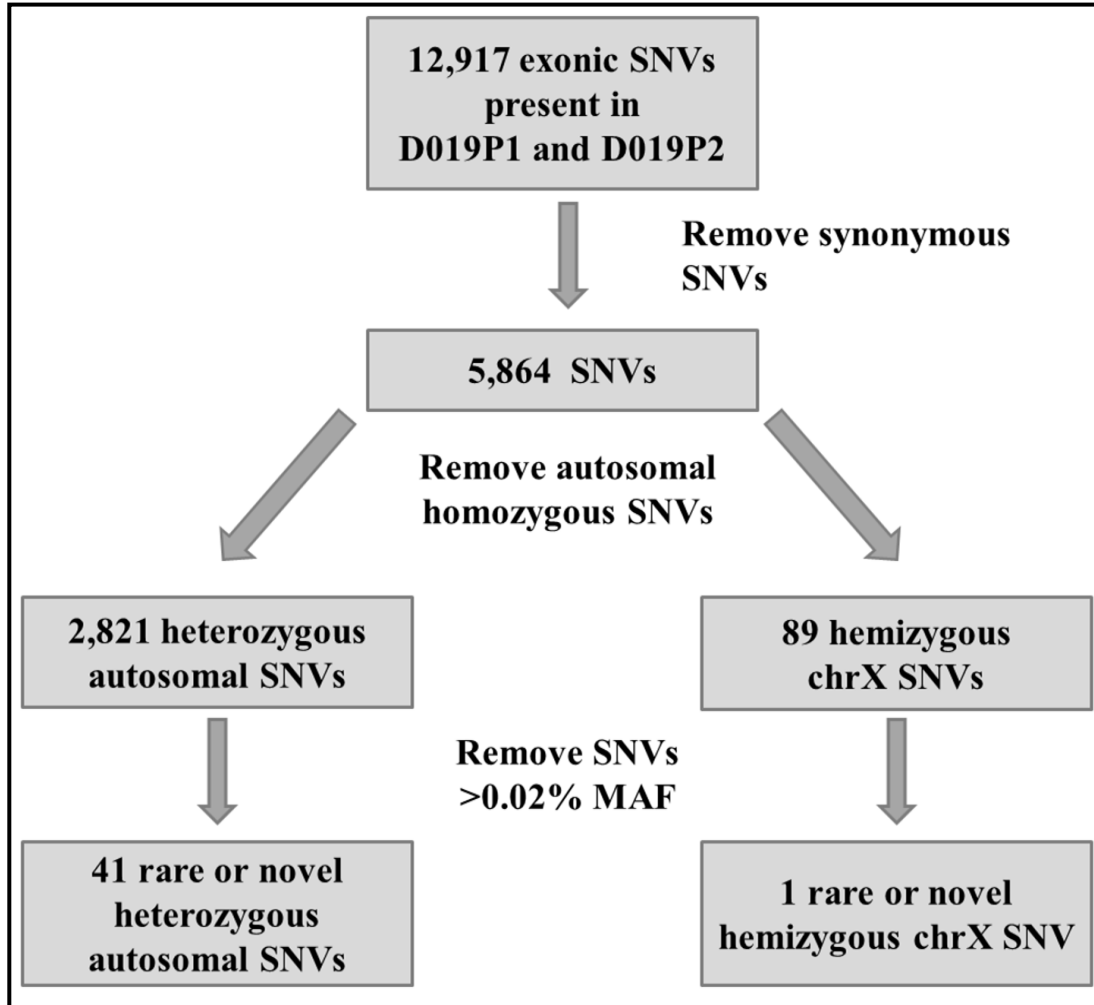 12,917 exonic SNVs
present in
D019P1 and D019P2
Remove synonymous
SNVs
5,864 SNVs
Remove autosomal
homozygous SNVs
2,821 heterozygous
autosomal SNVs
89 hemizygous
chrX SNVs
Remove SNVs
>0.02% MAF
41 rare or novel
heterozygous
autosomal SNVs
1 rare or novel
hemizygous chrX SNV